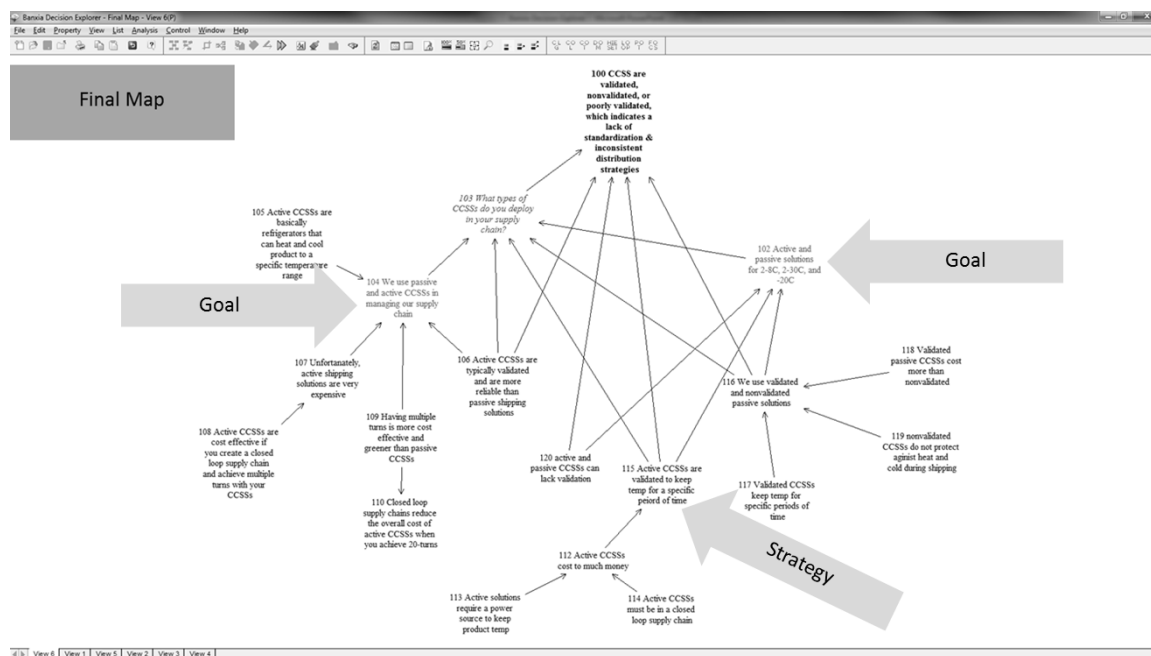 Banxia Decision Explorer - Final Map - View 6(P)
File Edit Property View List Analysis Control Window Help
Final Map
100 CCSS are
validated,
nonvalidated, or
poorly validated,
which indicates a
lack of
standardization &
inconsistent
distribution
strategies
103 What types of
CCSSs do you deploy
in your supply
chain?
105 Active CCSSs are
basically
refrigerators that
can heat and cool
product to a
specific temperature
range
102 Active and
passive solutions
for 2-8C, 2-30C, and
-20C
Goal
104 We use passive
and active CCSSs in
managing our supply
chain
Goal
107 Unfortunately,
active shipping
solutions are very
expensive
106 Active CCSSs are
typically validated
and are more
reliable than
passive shipping
solutions
118 Validated
passive CCSSs cost
more than
nonvalidated
116 We use validated
and nonvalidated
passive solutions
108 Active CCSSs are
cost effective if
you create a closed
loop supply chain
and achieve multiple
turns with your
CCSSs
109 Having multiple
turns is more cost
effective and
greener than passive
CCSSs
119 nonvalidated
CCSSs do not protect
aginist heat and
cold during shipping
120 active and
passive CCSSs can
lack validation
115 Active CCSSs are
validated to keep
temp for a specific
peiord of time
117 Validated CCSSs
keep temp for
specific periods of
time
110 Closed loop
supply chains reduce
the overall cost of
active CCSSs when
you achieve 20-turns
112 Active CCSSs
cost to much money
Strategy
113 Active solutions
require a power
source to keep
product temp
114 Active CCSSs
must be in a closed
loop supply chain
View 6 View 1 View 5 View 2 View 3 View 4